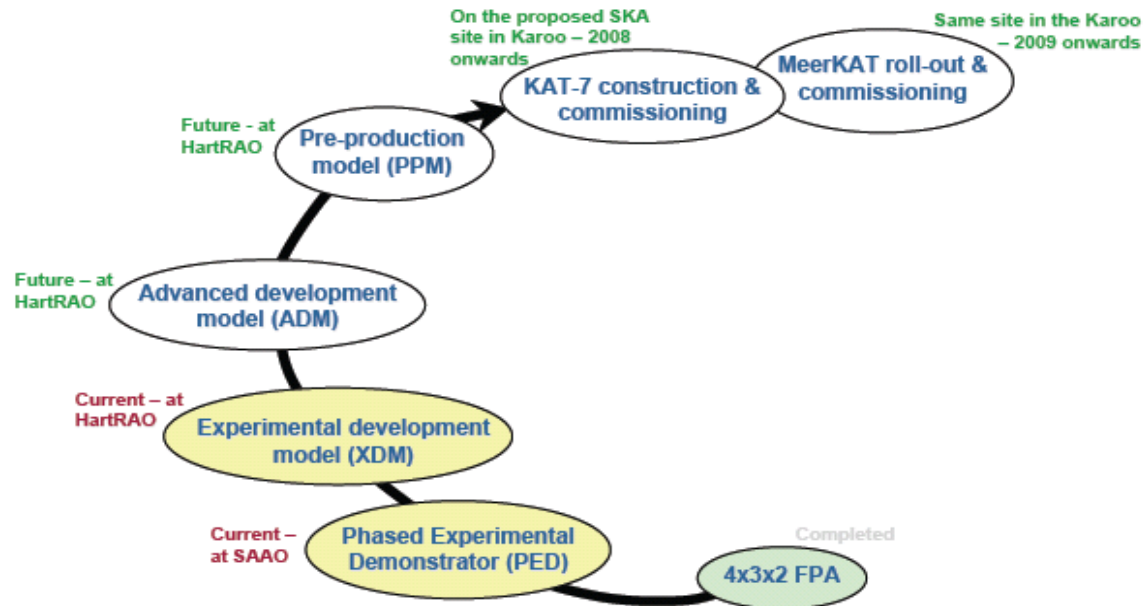 On the proposed SKA
site in Karoo – 2008
onwards
Same site in the Karoo
– 2009 onwards
KAT-7 construction &
commissioning
MeerKAT roll-out &
commissioning
Future - at
HartRAO
Pre-production
model (PPM)
Future – at
HartRAO
Advanced development
model (ADM)
Current – at
HartRAO
Experimental development
model (XDM)
Current –
at SAAO
Phased Experimental
Demonstrator (PED)
Completed
4x3x2 FPA